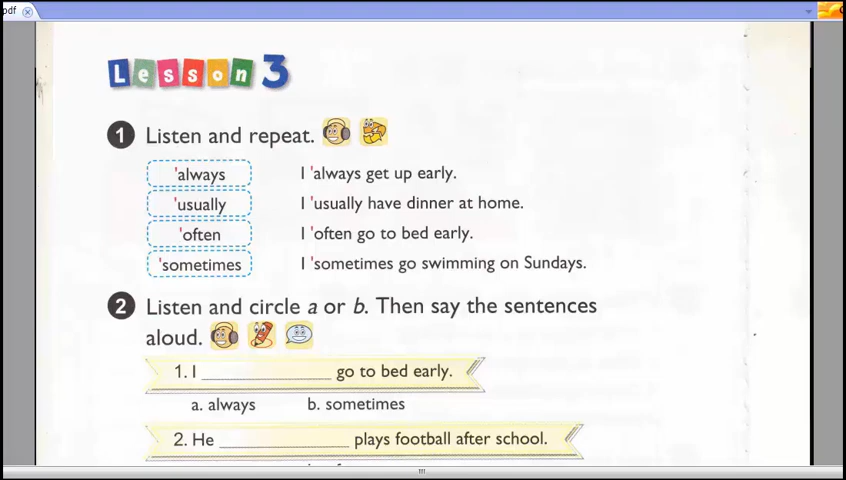 pdf
Lesson 3
1 Listen and repeat.
'always I 'always get up early.
'usually I 'usually have dinner at home.
'often I 'often go to bed early.
'sometimes I 'sometimes go swimming on Sundays.
2 Listen and circle a or b. Then say the sentences
aloud.
1. I ____________ go to bed early.
a. always b. sometimes
2. He ____________ plays football after school.